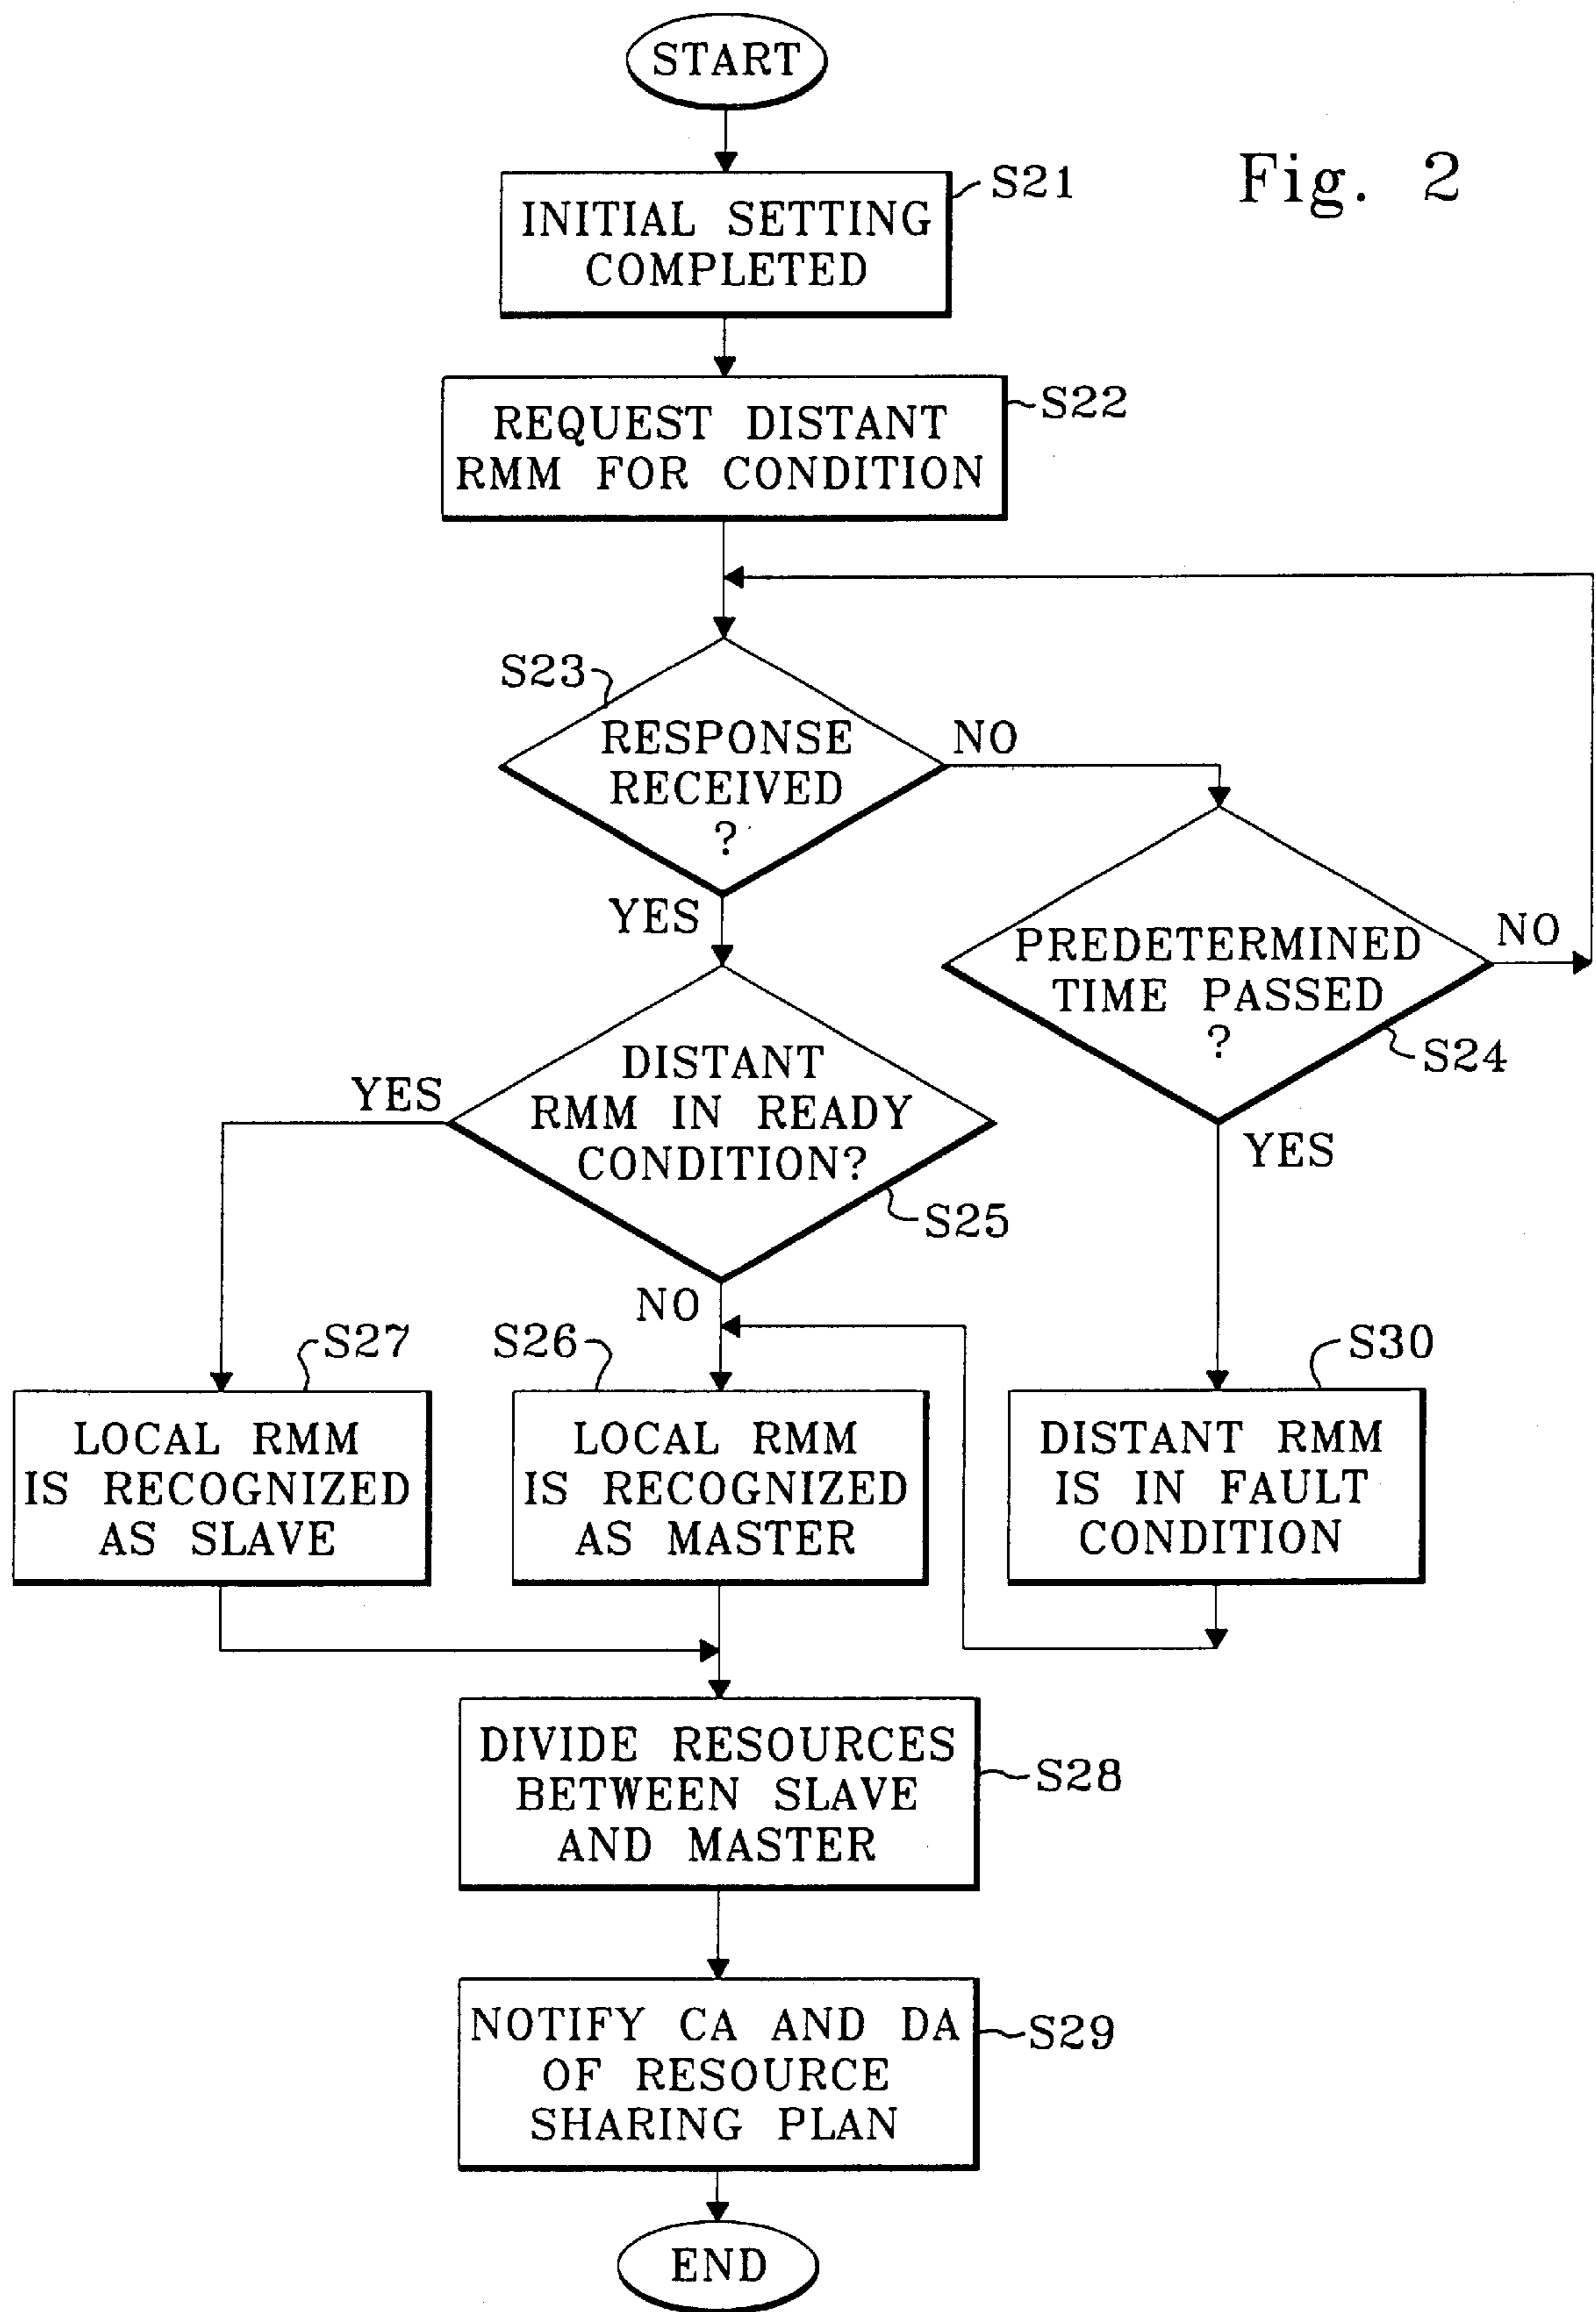 START
Fig. 2
S21
INITIAL SETTING
COMPLETED
S22
REQUEST DISTANT
RMM FOR CONDITION
S23
RESPONSE
RECEIVED
?
NO
YES
PREDETERMINED
TIME PASSED
?
NO
S24
YES
DISTANT
RMM IN READY
CONDITION?
YES
S25
NO
S27
LOCAL RMM
IS RECOGNIZED
AS SLAVE
S26
LOCAL RMM
IS RECOGNIZED
AS MASTER
S30
DISTANT RMM
IS IN FAULT
CONDITION
DIVIDE RESOURCES
BETWEEN SLAVE
AND MASTER
S28
NOTIFY CA AND DA
OF RESOURCE
SHARING PLAN
S29
END